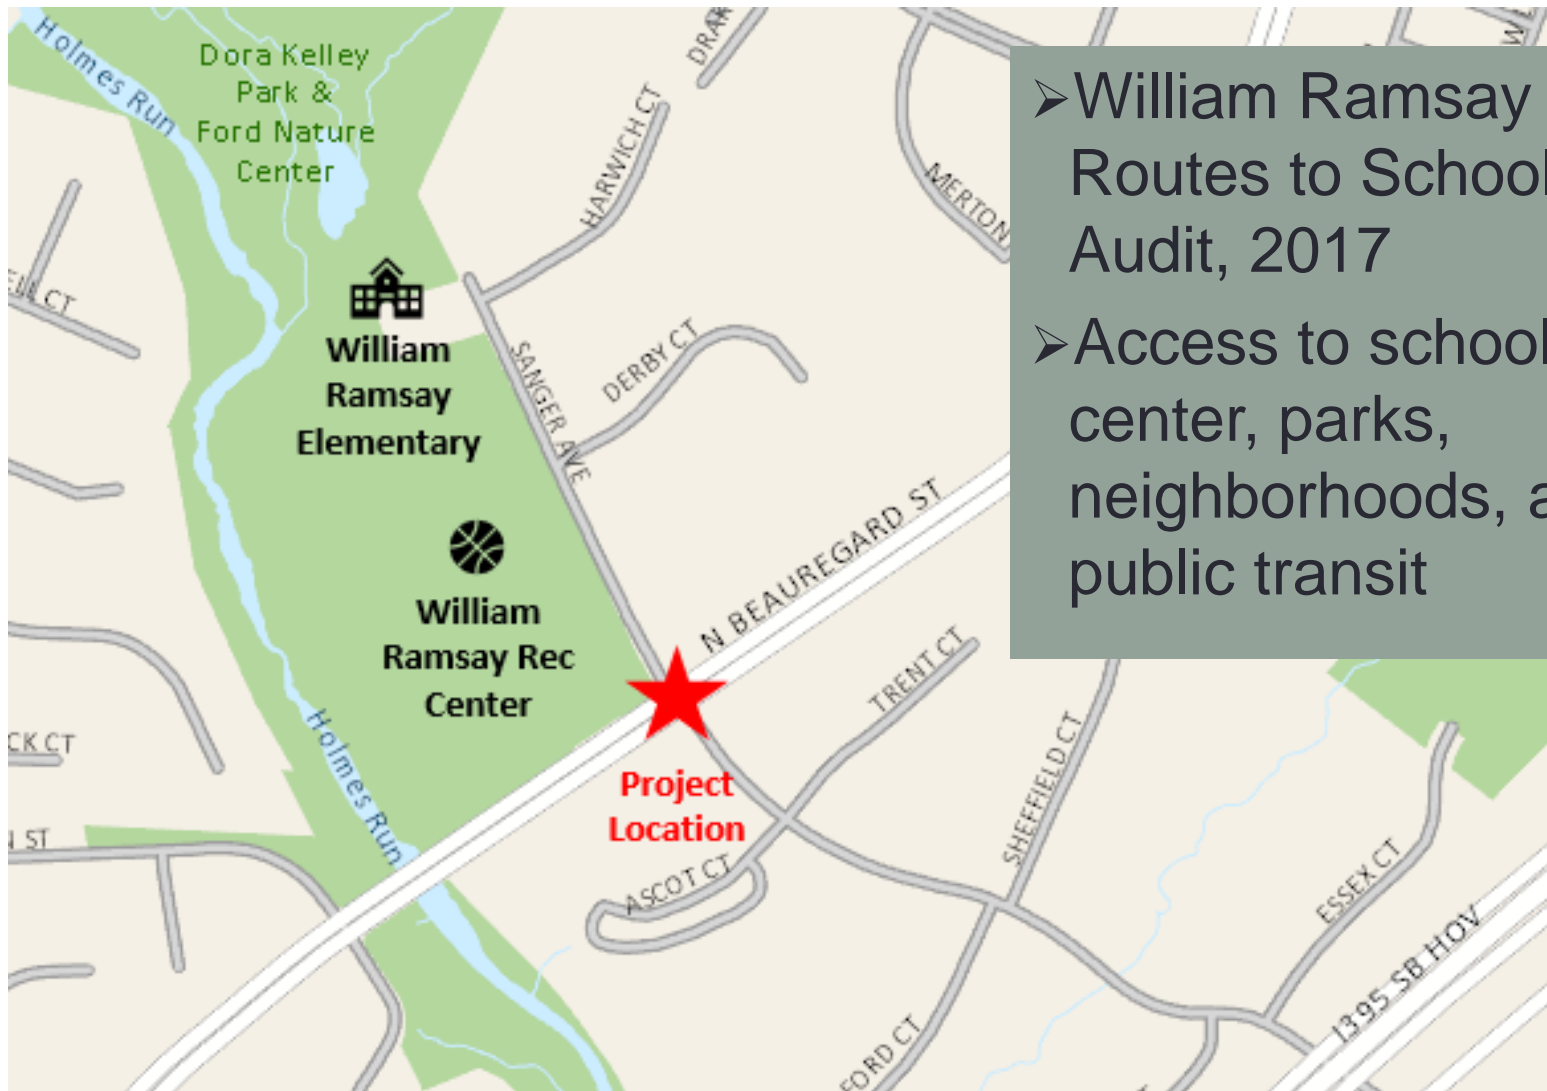 Holmes Run
Dora Kelley
Park &
Ford Nature
Center
HARWICH CT
MERTON
William
Ramsay
Elementary
SANGER AVE
DERBY CT
William
Ramsay Rec
Center
N BEAUREGARD ST
TRENT CT
Holmes Run
CK CT
ST
Project
Location
ASCOT CT
SHEFFIELD CT
ESSEX CT
I395 SB HOV
FORD CT
➢William Ramsay
Routes to School
Audit, 2017
➢Access to school
center, parks,
neighborhoods, a
public transit